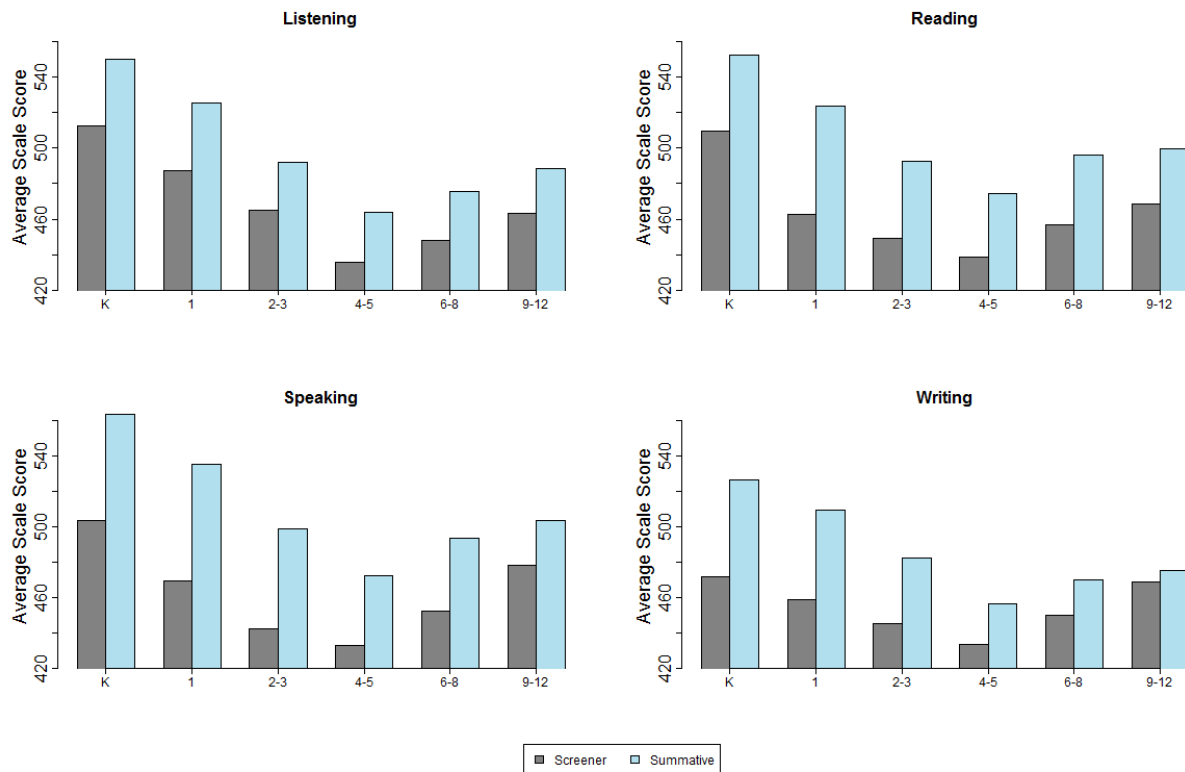 Listening
Average Scale Score
420 460 500 540
K 1 2-3 4-5 6-8 9-12
Reading
Average Scale Score
420 460 500 540
K 1 2-3 4-5 6-8 9-12
Speaking
Average Scale Score
420 460 500 540
K 1 2-3 4-5 6-8 9-12
Writing
Average Scale Score
420 460 500 540
K 1 2-3 4-5 6-8 9-12
Screener Summative